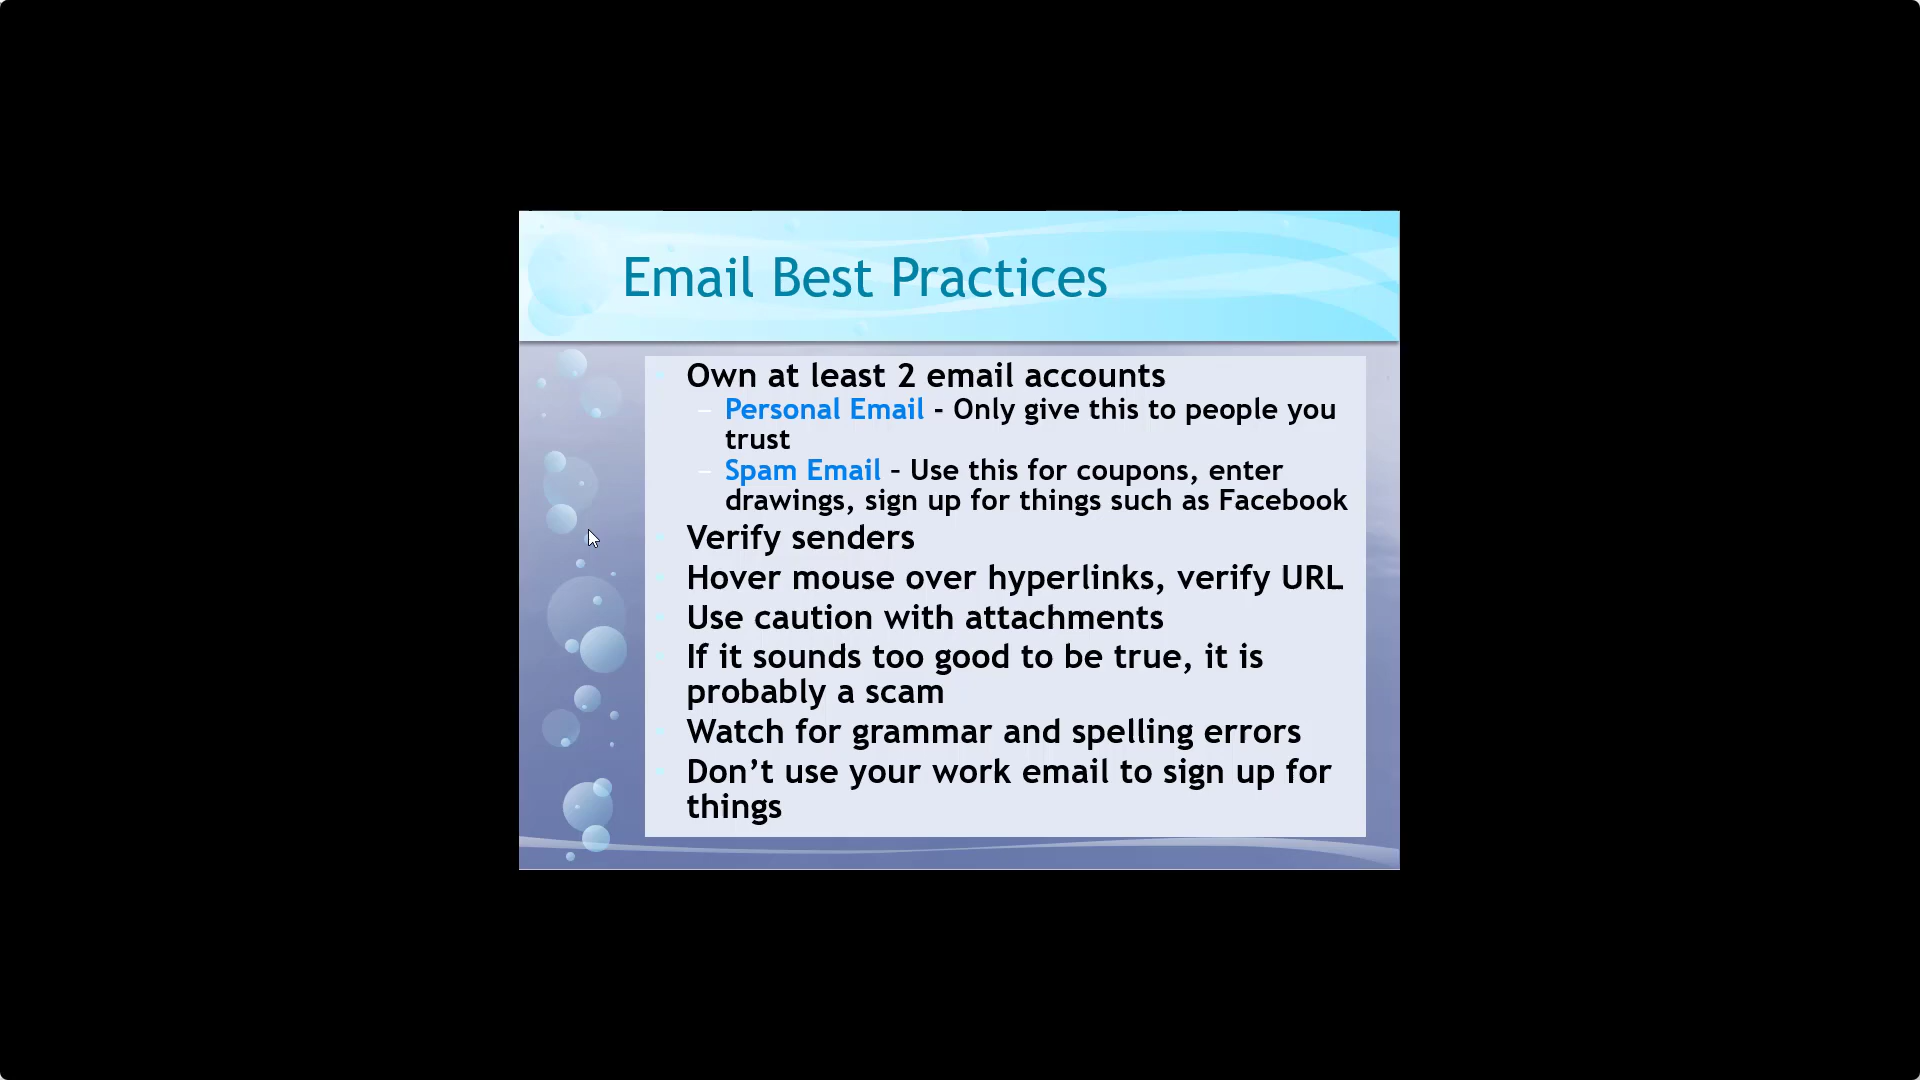 Email Best Practices
Own at least 2 email accounts
– Personal Email - Only give this to people you
trust
– Spam Email – Use this for coupons, enter
drawings, sign up for things such as Facebook
Verify senders
Hover mouse over hyperlinks, verify URL
Use caution with attachments
If it sounds too good to be true, it is
probably a scam
Watch for grammar and spelling errors
Don’t use your work email to sign up for
things